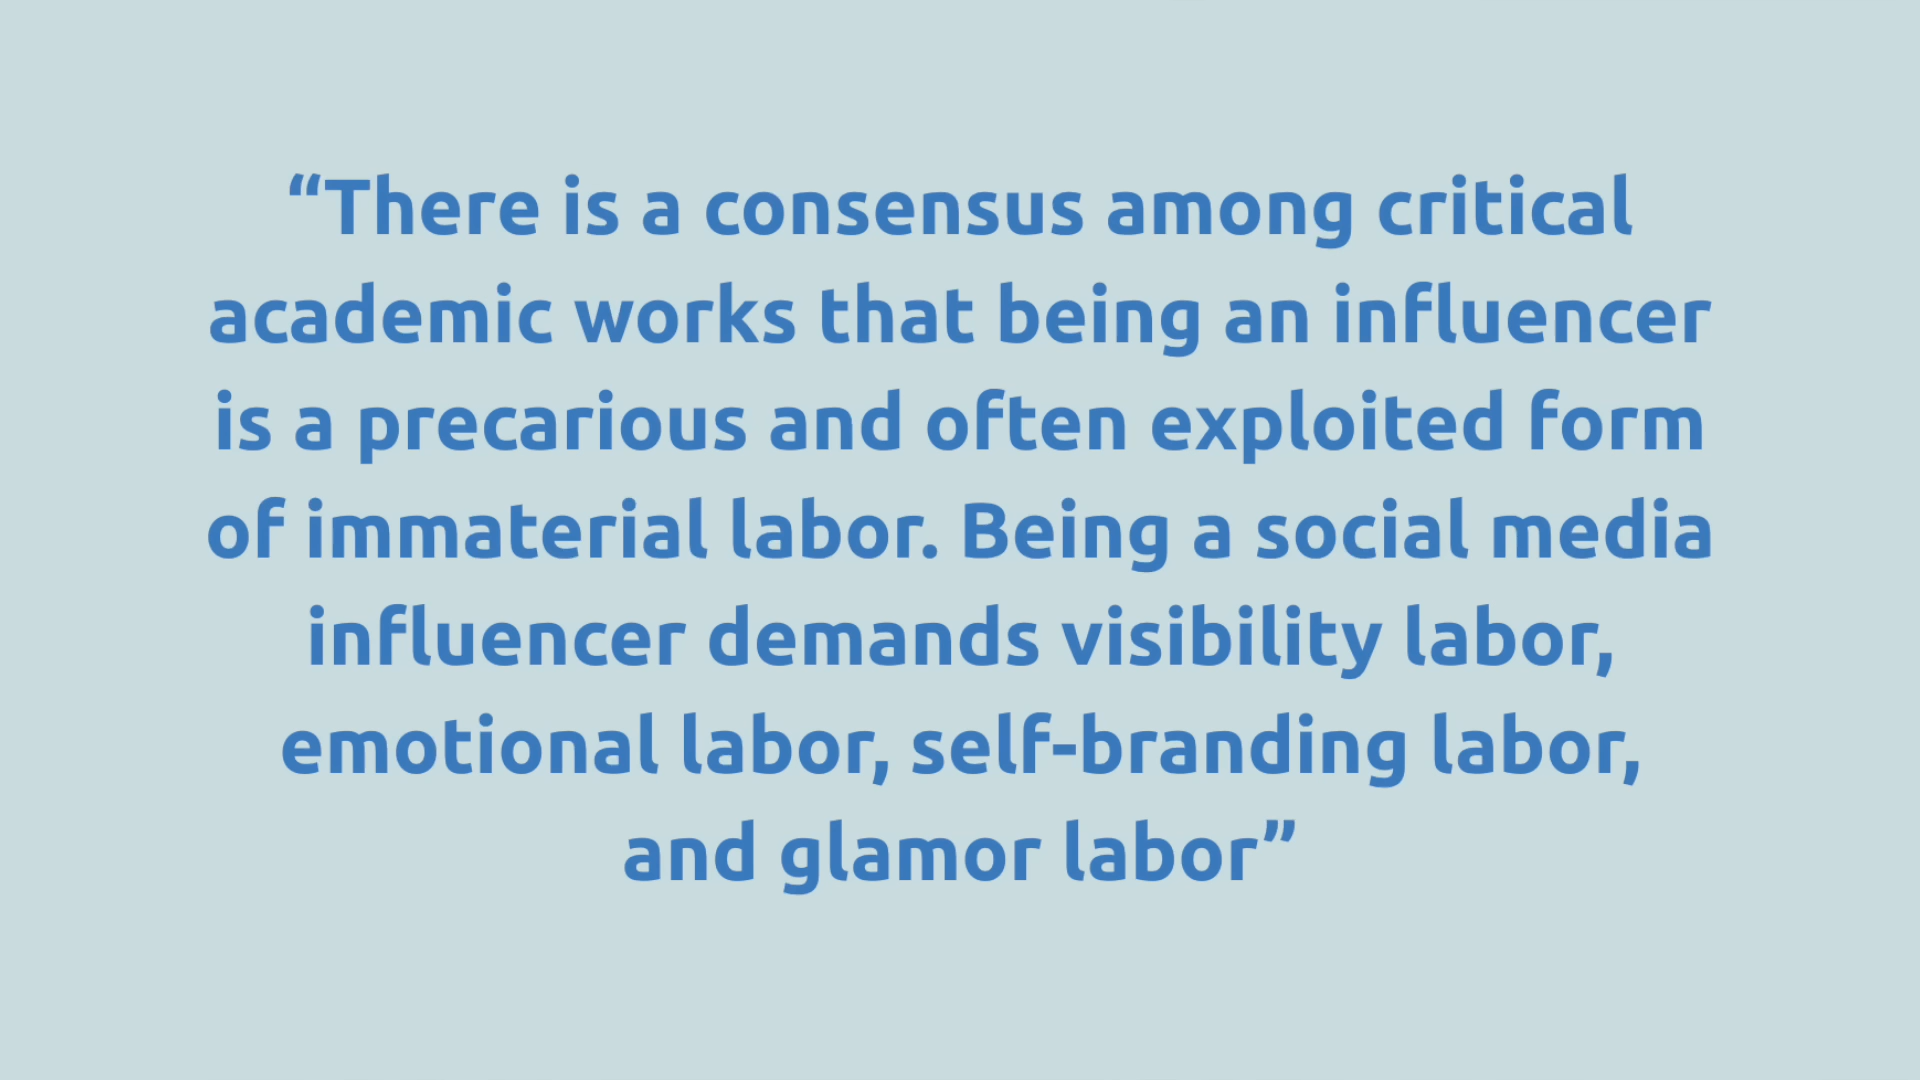 “There is a consensus among critical
academic works that being an influencer
is a precarious and often exploited form
of immaterial labor. Being a social media
influencer demands visibility labor,
emotional labor, self-branding labor,
and glamor labor”